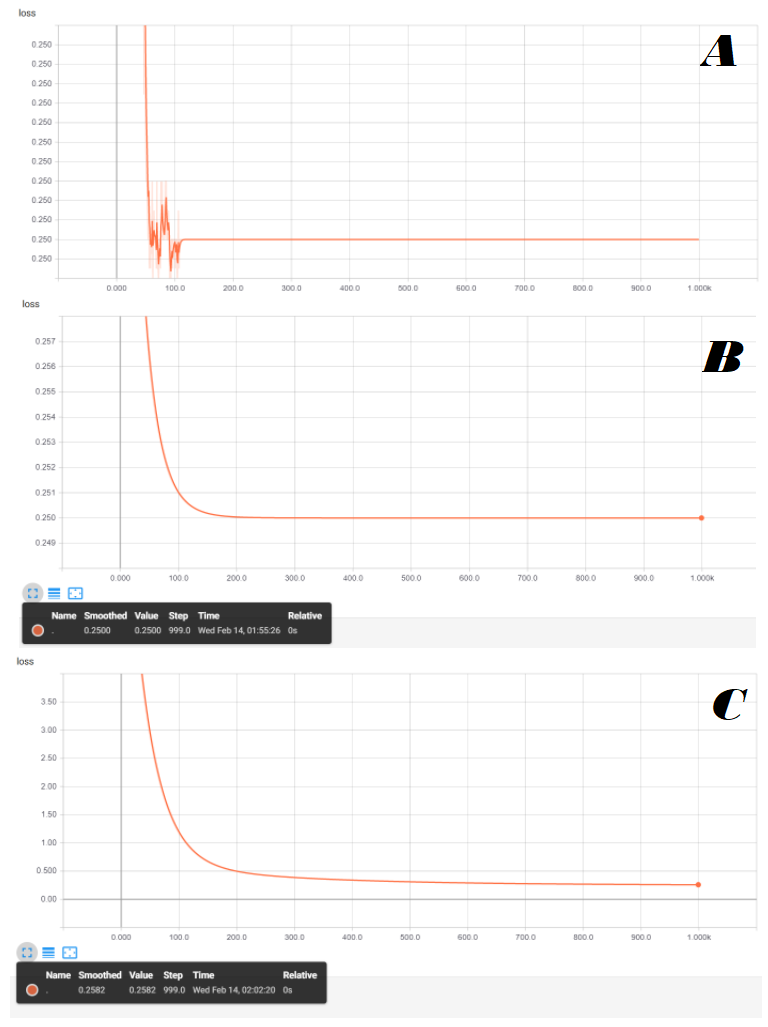 loss
A
0.250
0.250
0.250
0.250
0.250
0.250
0.250
0.250
0.250
0.250
0.250
0.250
0.000 100.0 200.0 300.0 400.0 500.0 600.0 700.0 800.0 900.0 1.000k
loss
B
0.257
0.256
0.255
0.254
0.253
0.252
0.251
0.250
0.249
0.000 100.0 200.0 300.0 400.0 500.0 600.0 700.0 800.0 900.0 1.000k
Name Smoothed Value Step Time Relative
. 0.2500 0.2500 999.0 Wed Feb 14, 01:55:26 0s
loss
C
3.50
3.00
2.50
2.00
1.50
1.00
0.500
0.00
0.000 100.0 200.0 300.0 400.0 500.0 600.0 700.0 800.0 900.0 1.000k
Name Smoothed Value Step Time Relative
. 0.2582 0.2582 999.0 Wed Feb 14, 02:02:20 0s